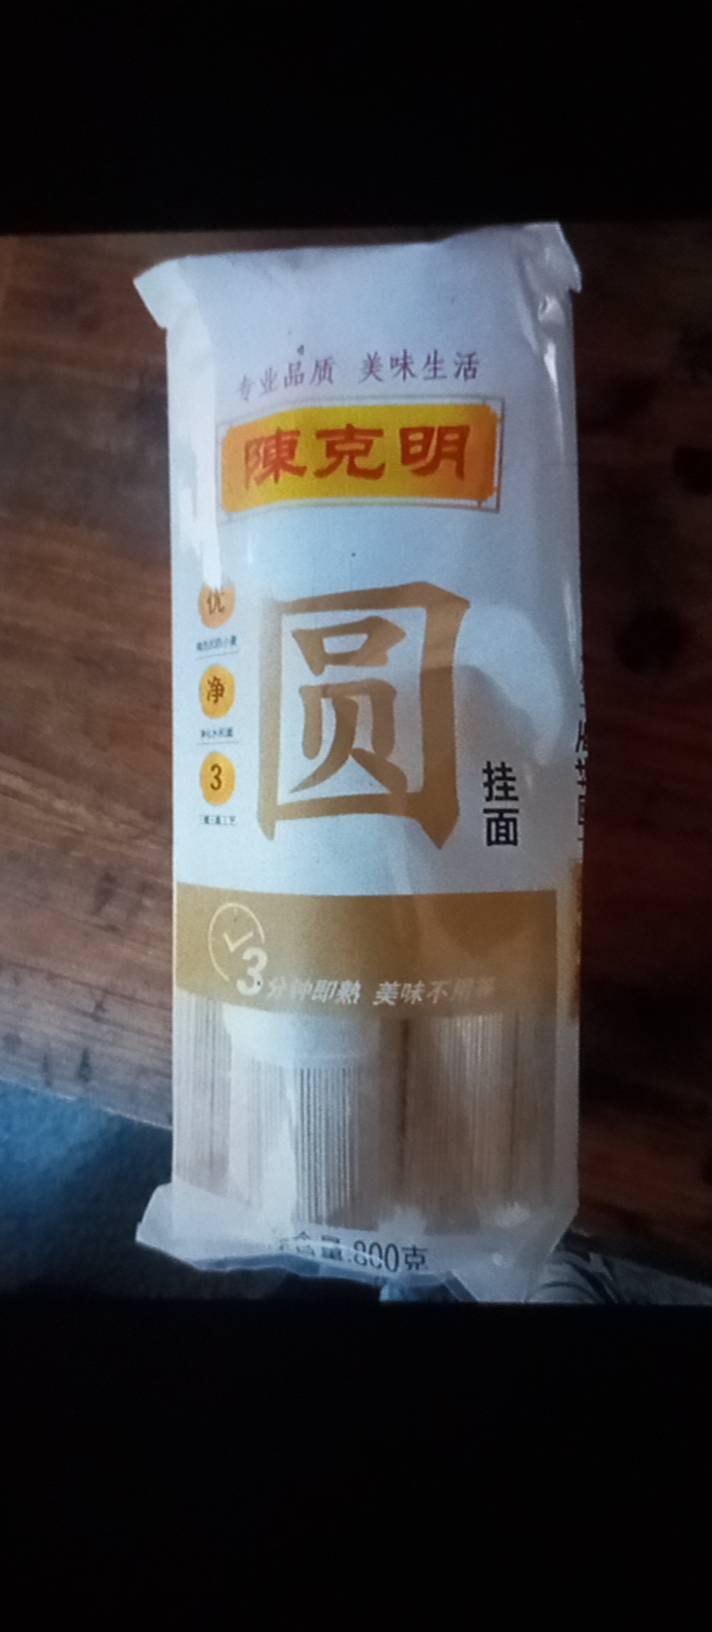 专业品质 美味生活
陳克明
圆
挂面
优
净
3
3分钟即熟 美味不用等
含量:800克